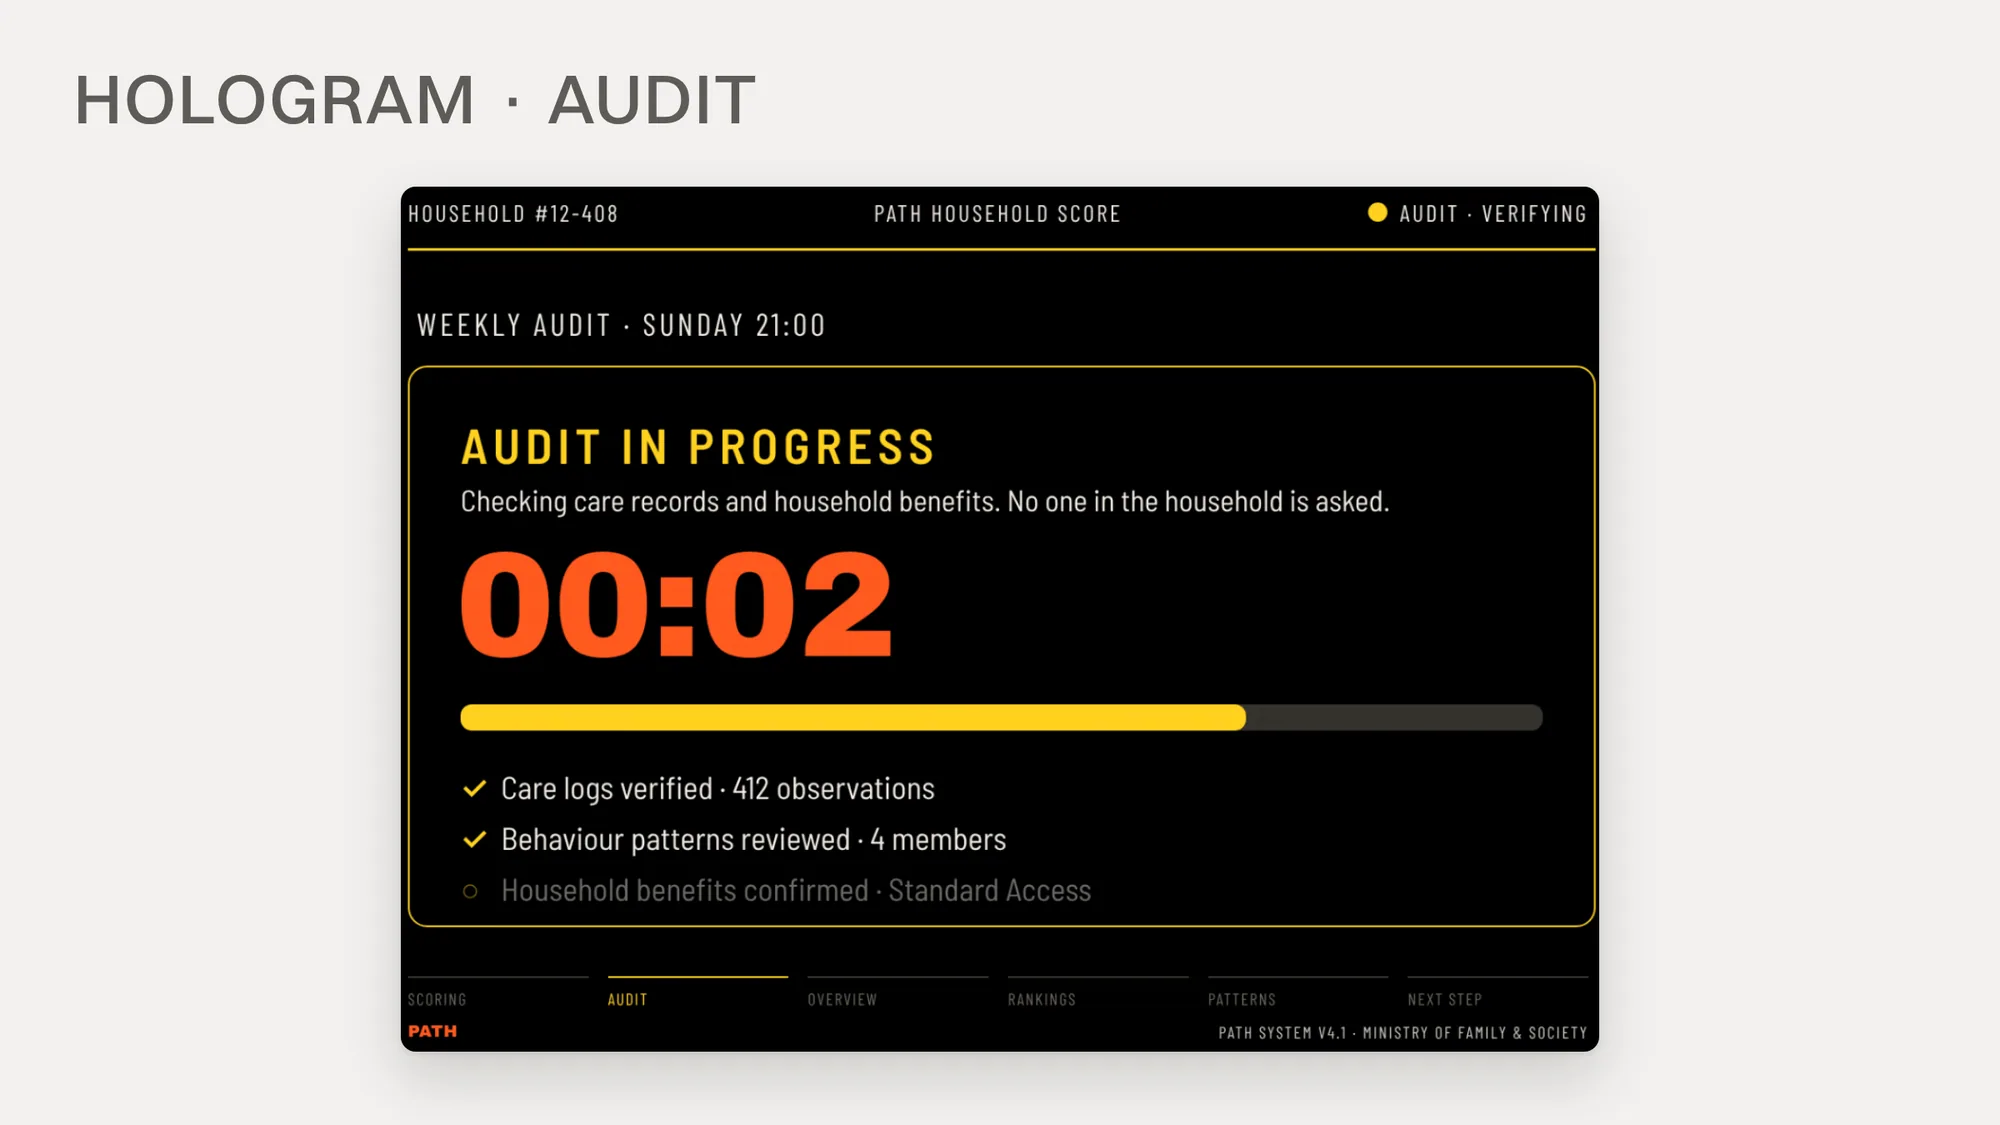 HOLOGRAM · AUDIT
HOUSEHOLD #12-408
PATH HOUSEHOLD SCORE
AUDIT · VERIFYING
WEEKLY AUDIT · SUNDAY 21:00
AUDIT IN PROGRESS
Checking care records and household benefits. No one in the household is asked.
00:02
Care logs verified · 412 observations
Behaviour patterns reviewed · 4 members
Household benefits confirmed · Standard Access
SCORING
AUDIT
OVERVIEW
RANKINGS
PATTERNS
NEXT STEP
PATH
PATH SYSTEM V4.1 · MINISTRY OF FAMILY & SOCIETY